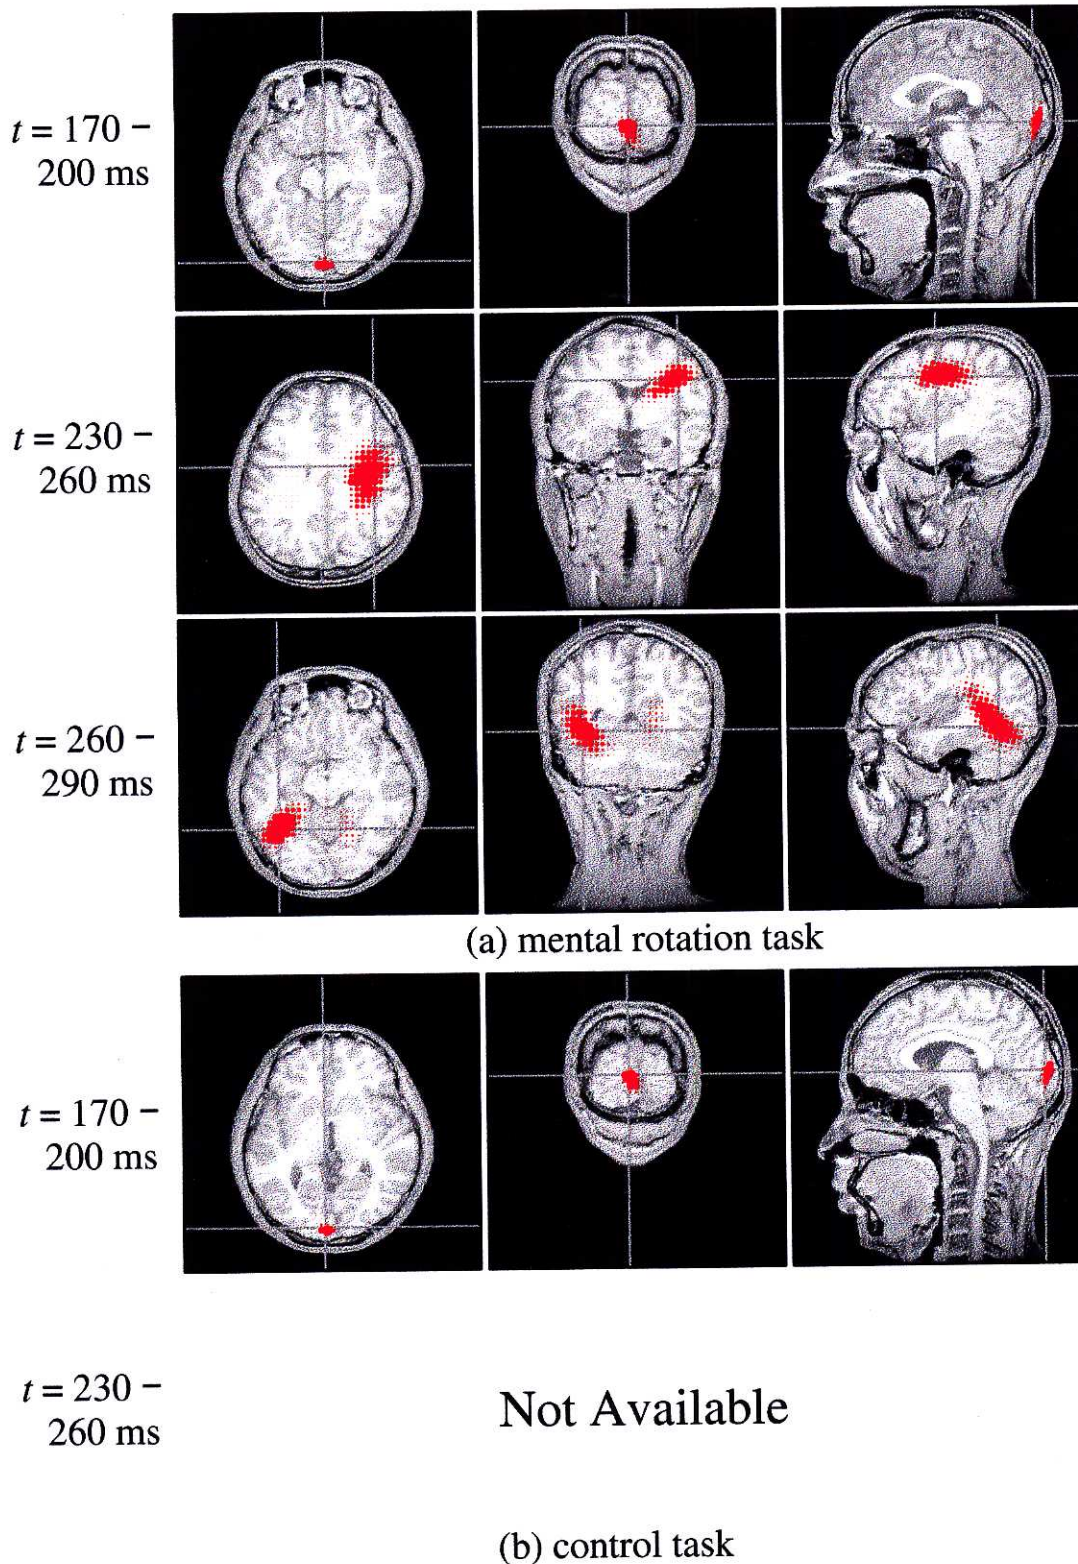 t = 170 –
200 ms
t = 230 –
260 ms
t = 260 –
290 ms
(a) mental rotation task
t = 170 –
200 ms
t = 230 –
260 ms
Not Available
(b) control task